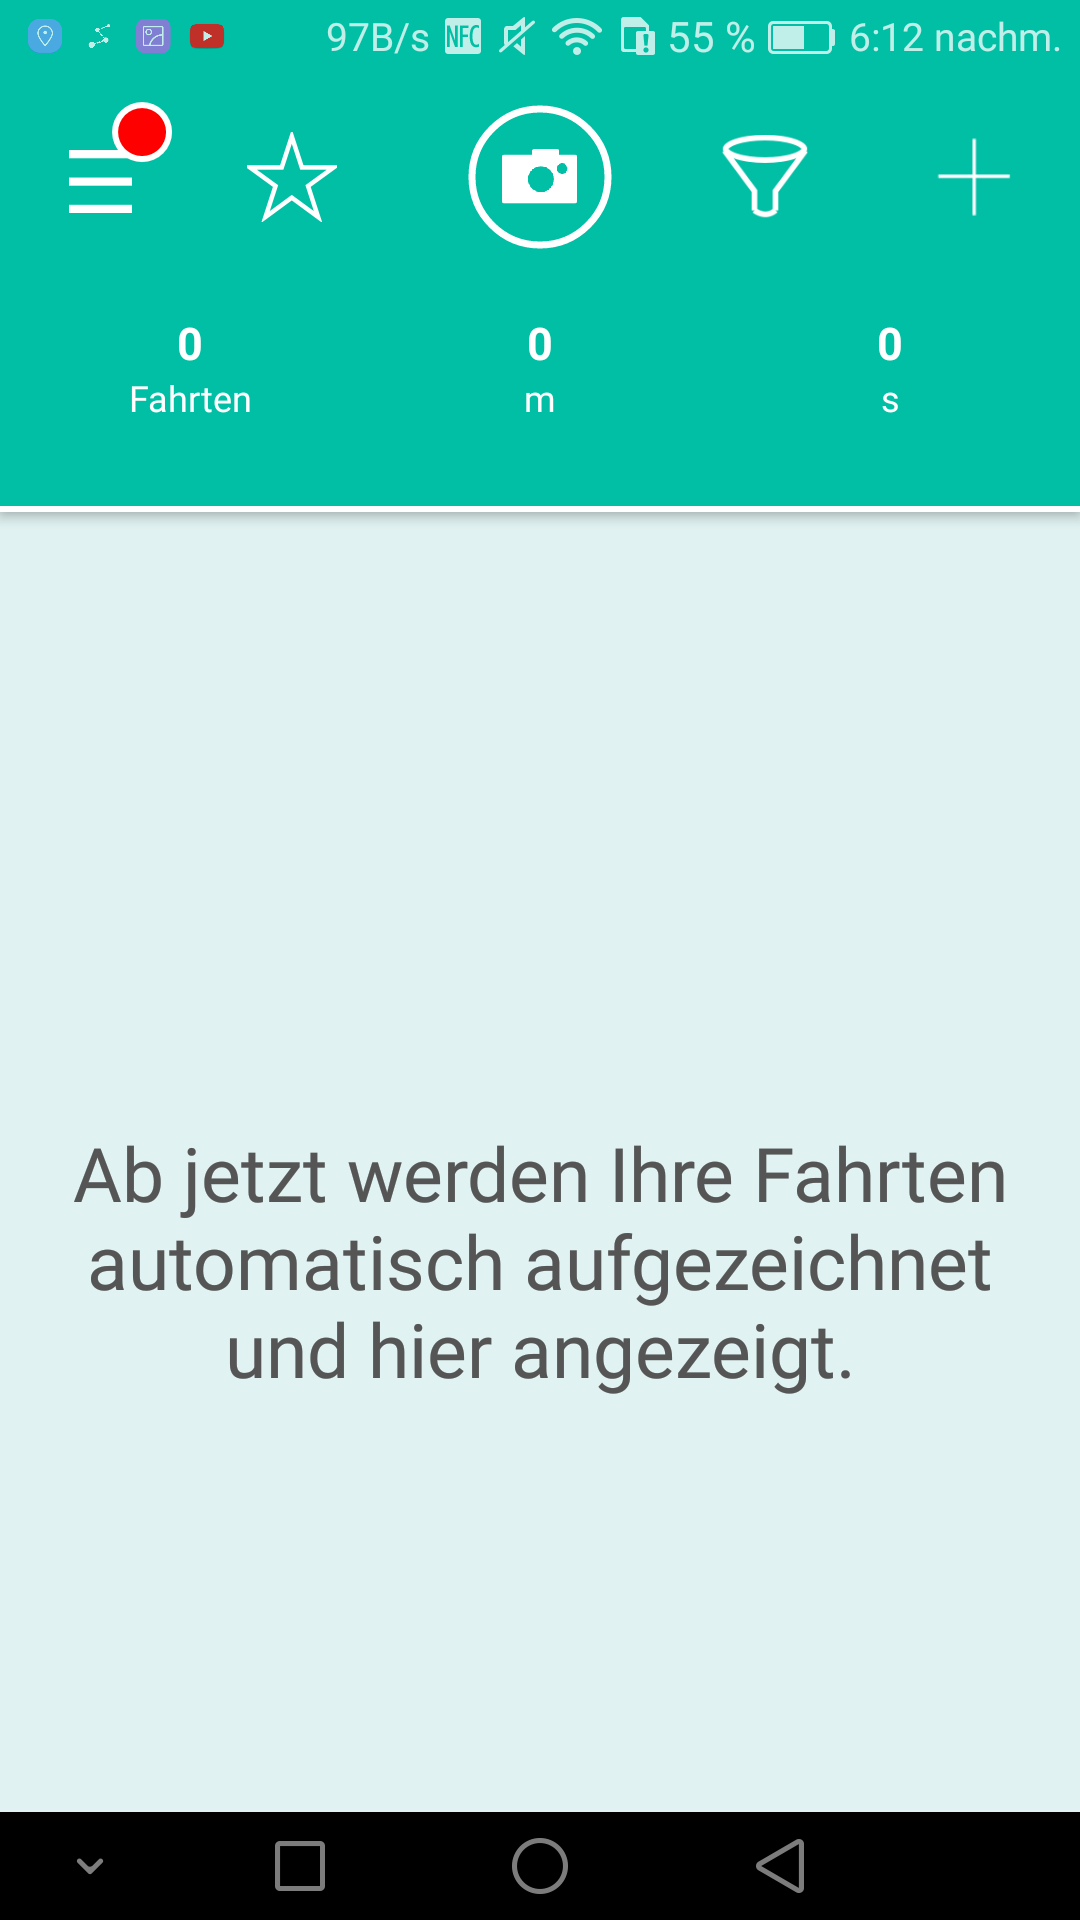 97B/s NFC 55 % 6:12 nachm.
0 0 0
Fahrten m s
Ab jetzt werden Ihre Fahrten
automatisch aufgezeichnet
und hier angezeigt.